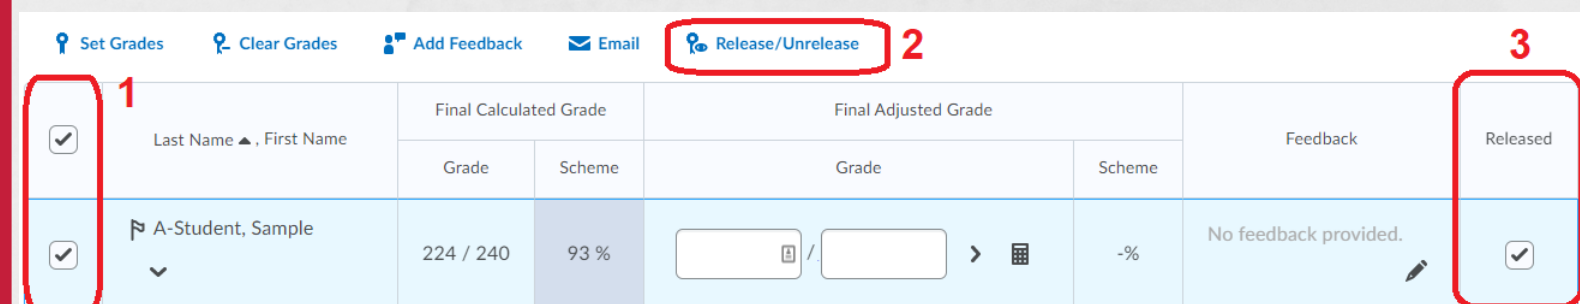 Set Grades Clear Grades Add Feedback Email Release/Unrelease 2 3
1
Final Calculated Grade Final Adjusted Grade
Last Name , First Name Feedback Released
Grade Scheme Grade Scheme
A-Student, Sample
224 / 240 93 % / -% No feedback provided.